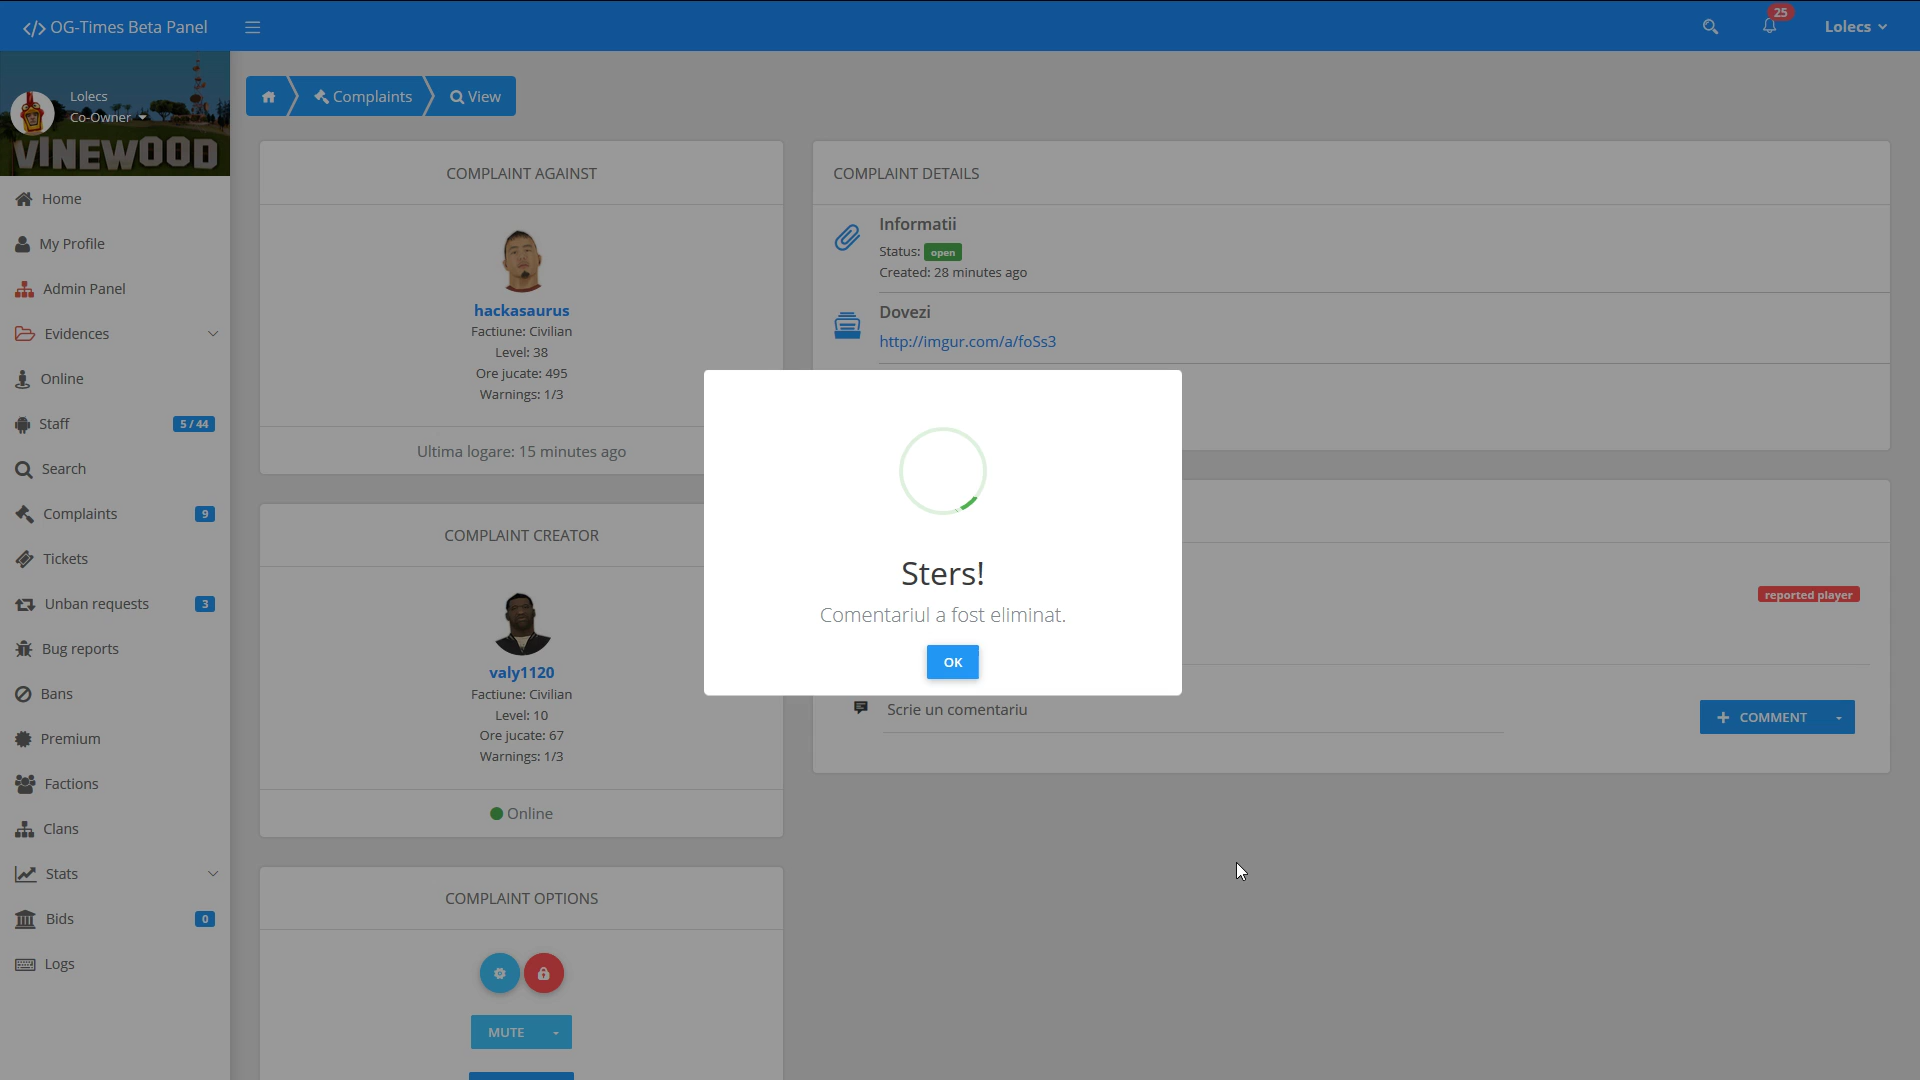 OG-Times Beta Panel
25
Lolecs
Lolecs
Co-Owner
VINEWOOD
Home
My Profile
Admin Panel
Evidences
Online
Staff 5 / 44
Search
Complaints 9
Tickets
Unban requests 3
Bug reports
Bans
Premium
Factions
Clans
Stats
Bids 0
Logs
Complaints
View
COMPLAINT AGAINST
hackasaurus
Factiune: Civilian
Level: 38
Ore jucate: 495
Warnings: 1/3
Ultima logare: 15 minutes ago
COMPLAINT CREATOR
valy1120
Factiune: Civilian
Level: 10
Ore jucate: 67
Warnings: 1/3
Online
COMPLAINT OPTIONS
MUTE
COMPLAINT DETAILS
Informatii
Status: open
Created: 28 minutes ago
Dovezi
http://imgur.com/a/foSs3
Sters!
Comentariul a fost eliminat.
OK
reported player
Scrie un comentariu
COMMENT